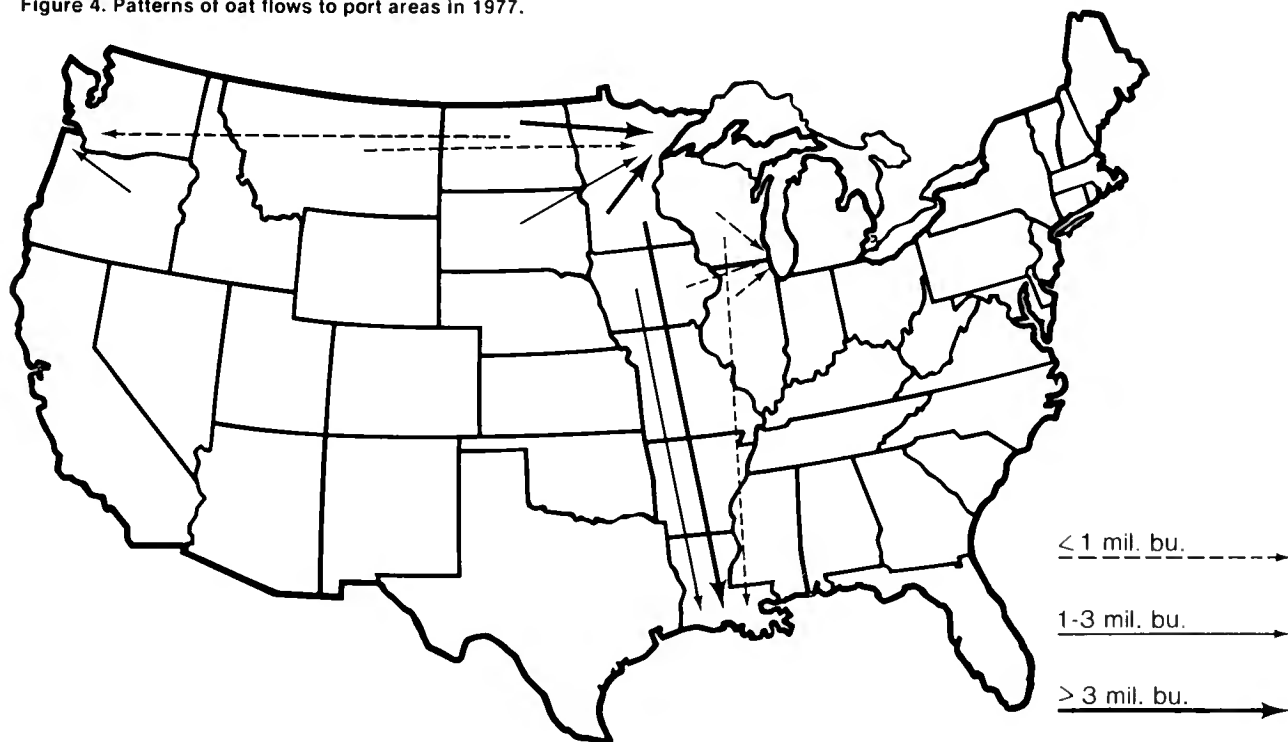 Figure 4. Patterns of oat flows to port areas in 1977.
< 1 mil. bu.
1-3 mil. bu.
> 3 mil. bu.